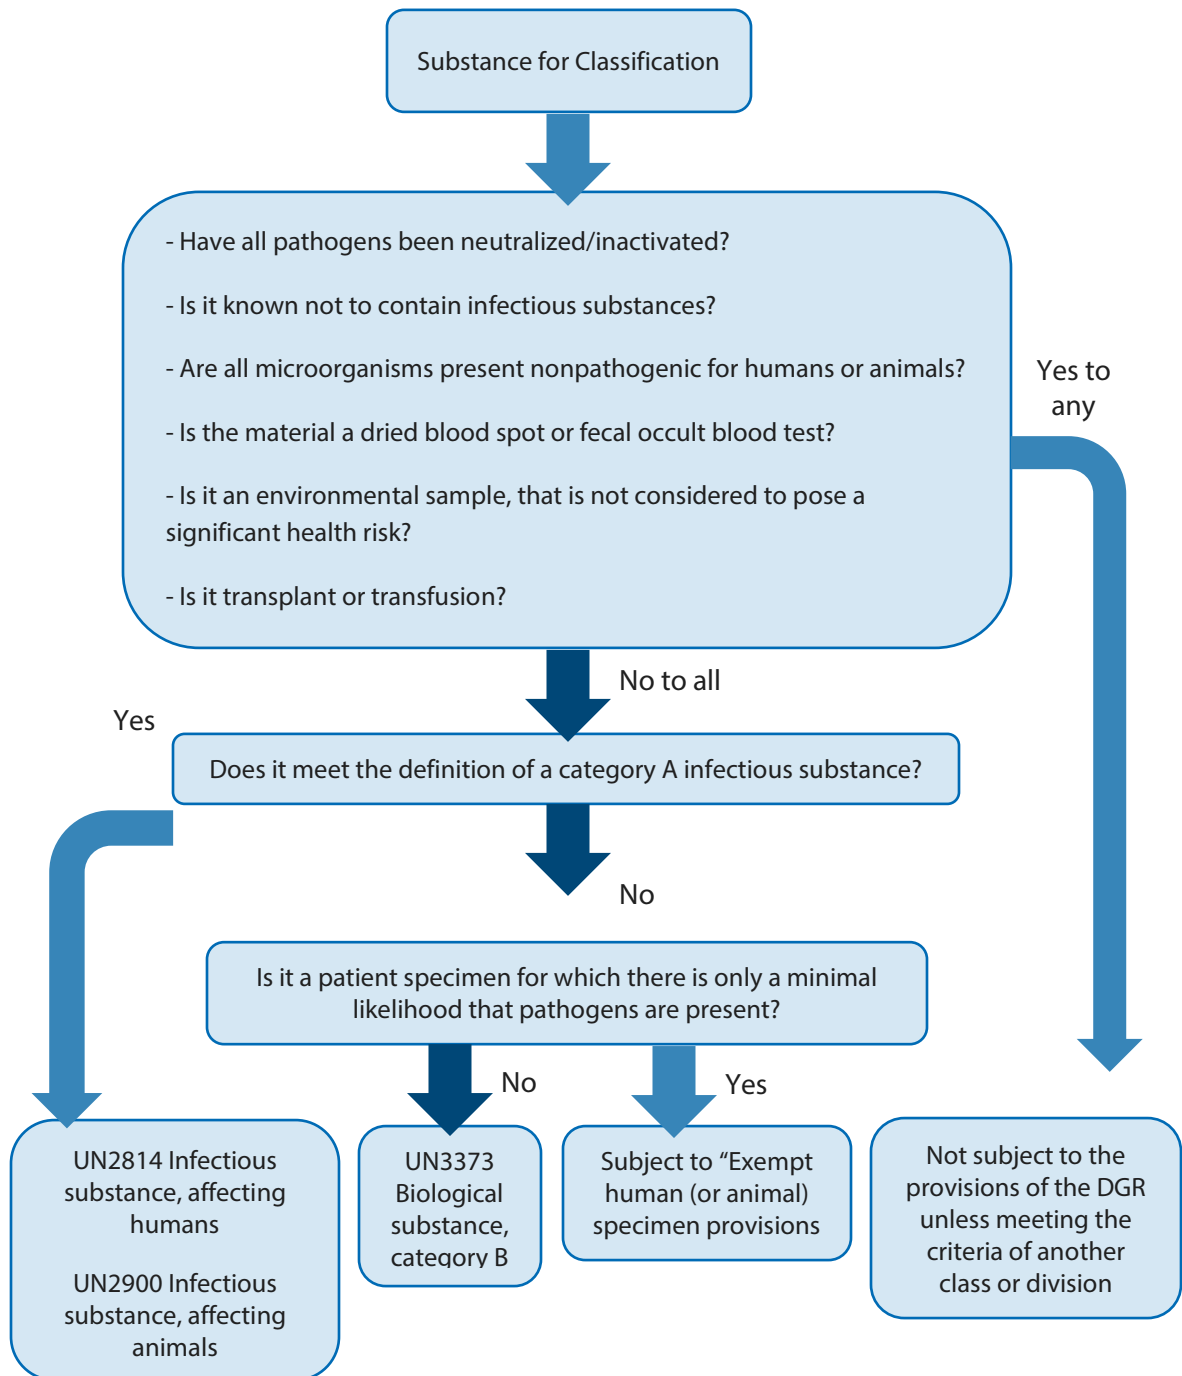 Substance for Classification
- Have all pathogens been neutralized/inactivated?
- Is it known not to contain infectious substances?
- Are all microorganisms present nonpathogenic for humans or animals?
- Is the material a dried blood spot or fecal occult blood test?
- Is it an environmental sample, that is not considered to pose a
significant health risk?
- Is it transplant or transfusion?
Yes to
any
No to all
Yes
Does it meet the definition of a category A infectious substance?
No
Is it a patient specimen for which there is only a minimal
likelihood that pathogens are present?
No
Yes
UN2814 Infectious
substance, affecting
humans
UN2900 Infectious
substance, affecting
animals
UN3373
Biological
substance,
category B
Subject to “Exempt
human (or animal)
specimen provisions
Not subject to the
provisions of the DGR
unless meeting the
criteria of another
class or division